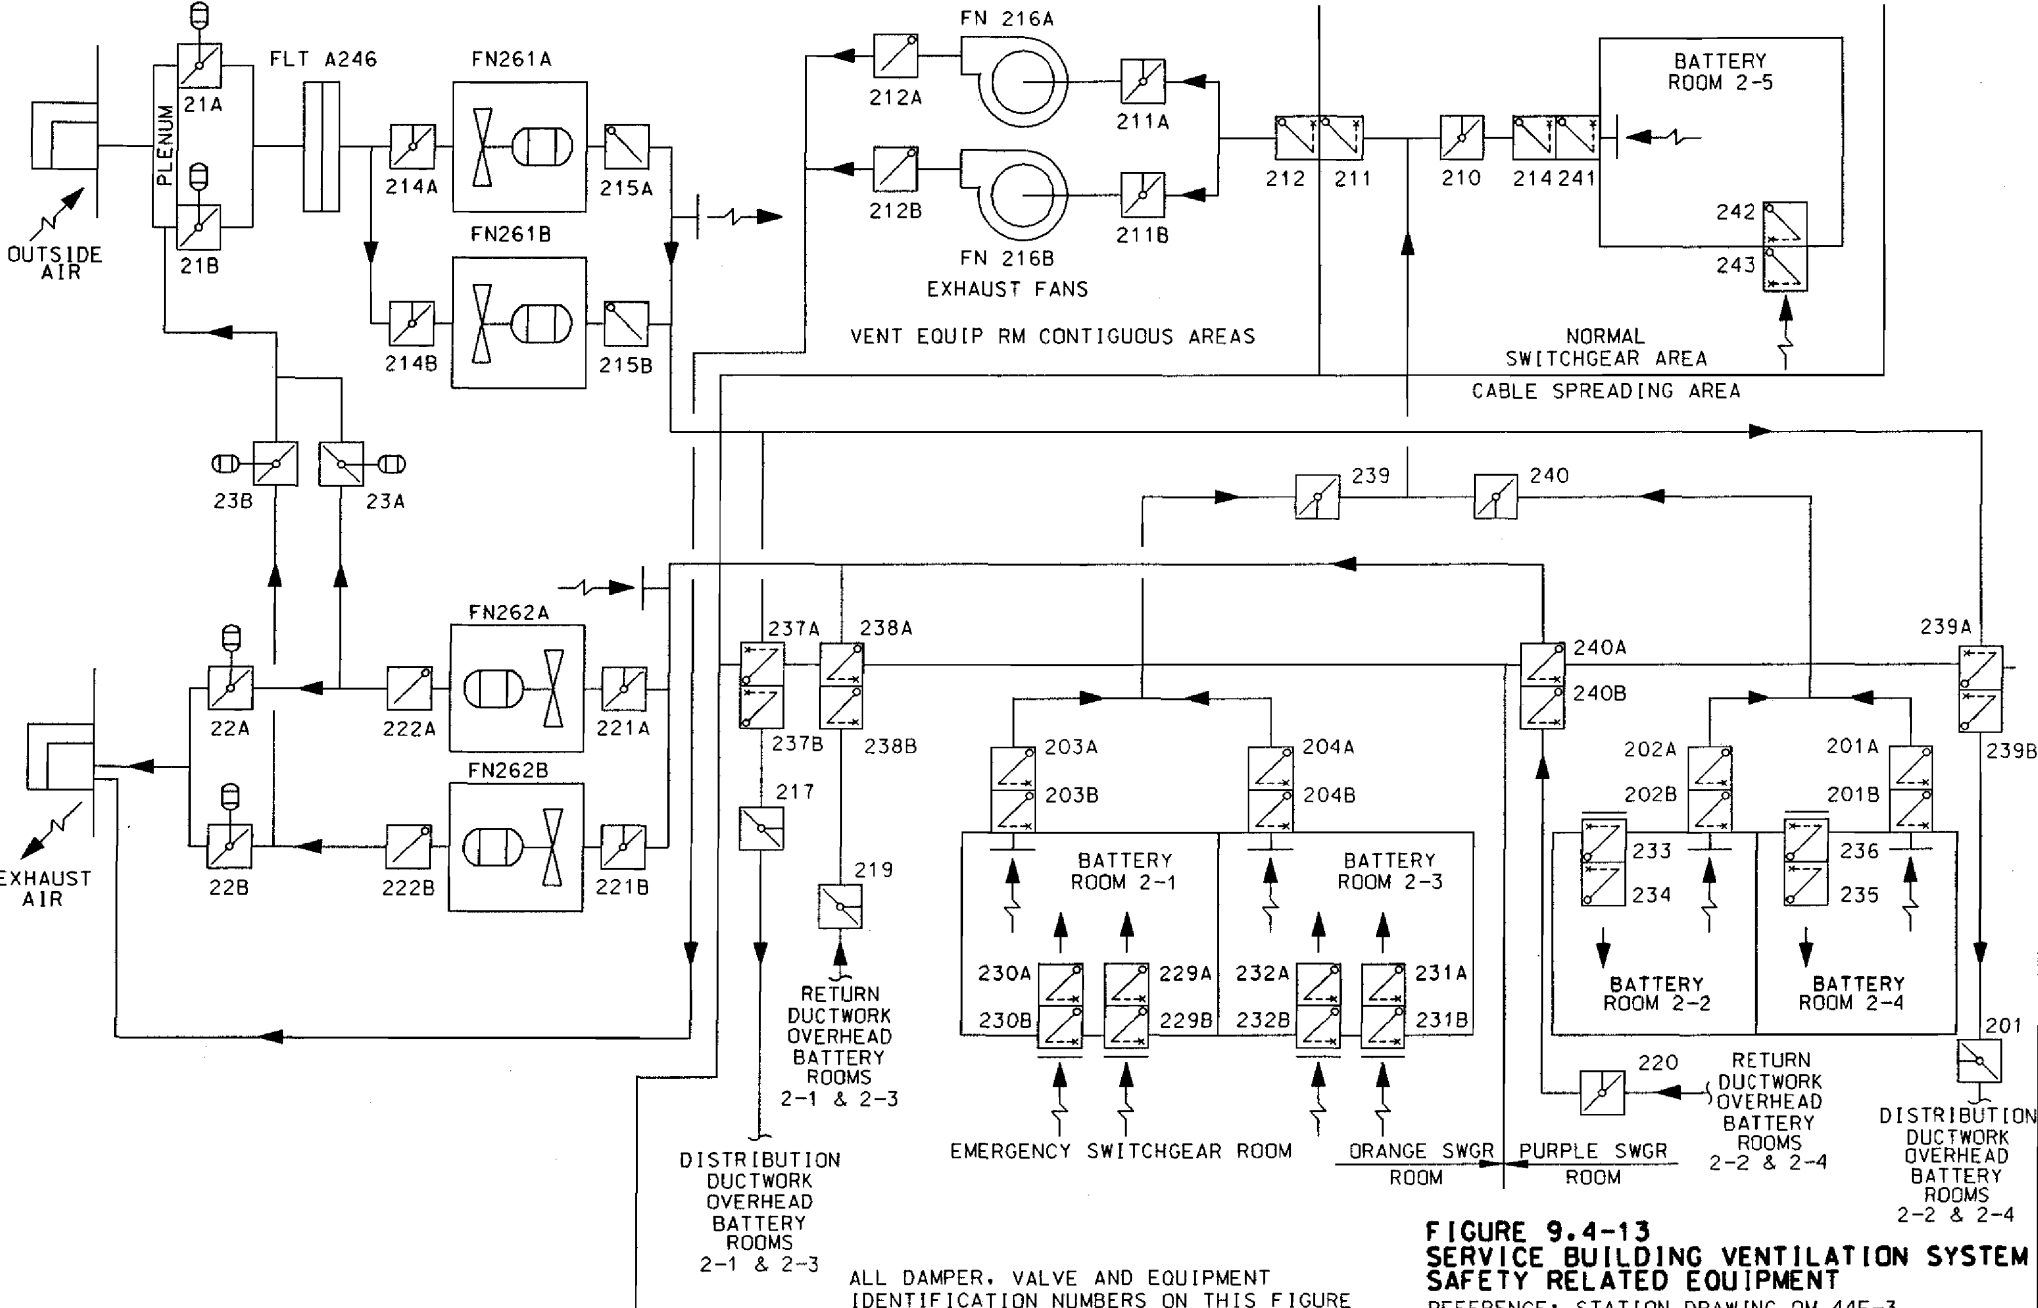 FN 216A
FLT A246
FN261A
BATTERY
ROOM 2-5
21A
212A
211A
PLENUM
214A
215A
212
211
210
214
241
212B
211B
242
FN261B
OUTSIDE
AIR
21B
FN 216B
243
EXHAUST FANS
VENT EQUIP RM CONTIGUOUS AREAS
NORMAL
SWITCHGEAR AREA
214B
215B
CABLE SPREADING AREA
23B
23A
239
240
FN262A
237A
238A
240A
239A
240B
22A
222A
221A
237B
238B
203A
204A
202A
201A
239B
FN262B
217
203B
204B
202B
201B
BATTERY
ROOM 2-1
BATTERY
ROOM 2-3
233
236
219
EXHAUST
AIR
22B
222B
221B
234
235
230A
229A
232A
231A
BATTERY
ROOM 2-2
BATTERY
ROOM 2-4
230B
229B
232B
231B
RETURN
DUCTWORK
OVERHEAD
BATTERY
ROOMS
2-1 & 2-3
201
220
RETURN
DUCTWORK
OVERHEAD
BATTERY
ROOMS
2-2 & 2-4
DISTRIBUTION
DUCTWORK
OVERHEAD
BATTERY
ROOMS
2-2 & 2-4
EMERGENCY SWITCHGEAR ROOM
ORANGE SWGR
ROOM
PURPLE SWGR
ROOM
DISTRIBUTION
DUCTWORK
OVERHEAD
BATTERY
ROOMS
2-1 & 2-3
FIGURE 9.4-13
SERVICE BUILDING VENTILATION SYSTEM
SAFETY RELATED EQUIPMENT
REFERENCE: STATION DRAWING OM 44F-3
ALL DAMPER, VALVE AND EQUIPMENT
IDENTIFICATION NUMBERS ON THIS FIGURE